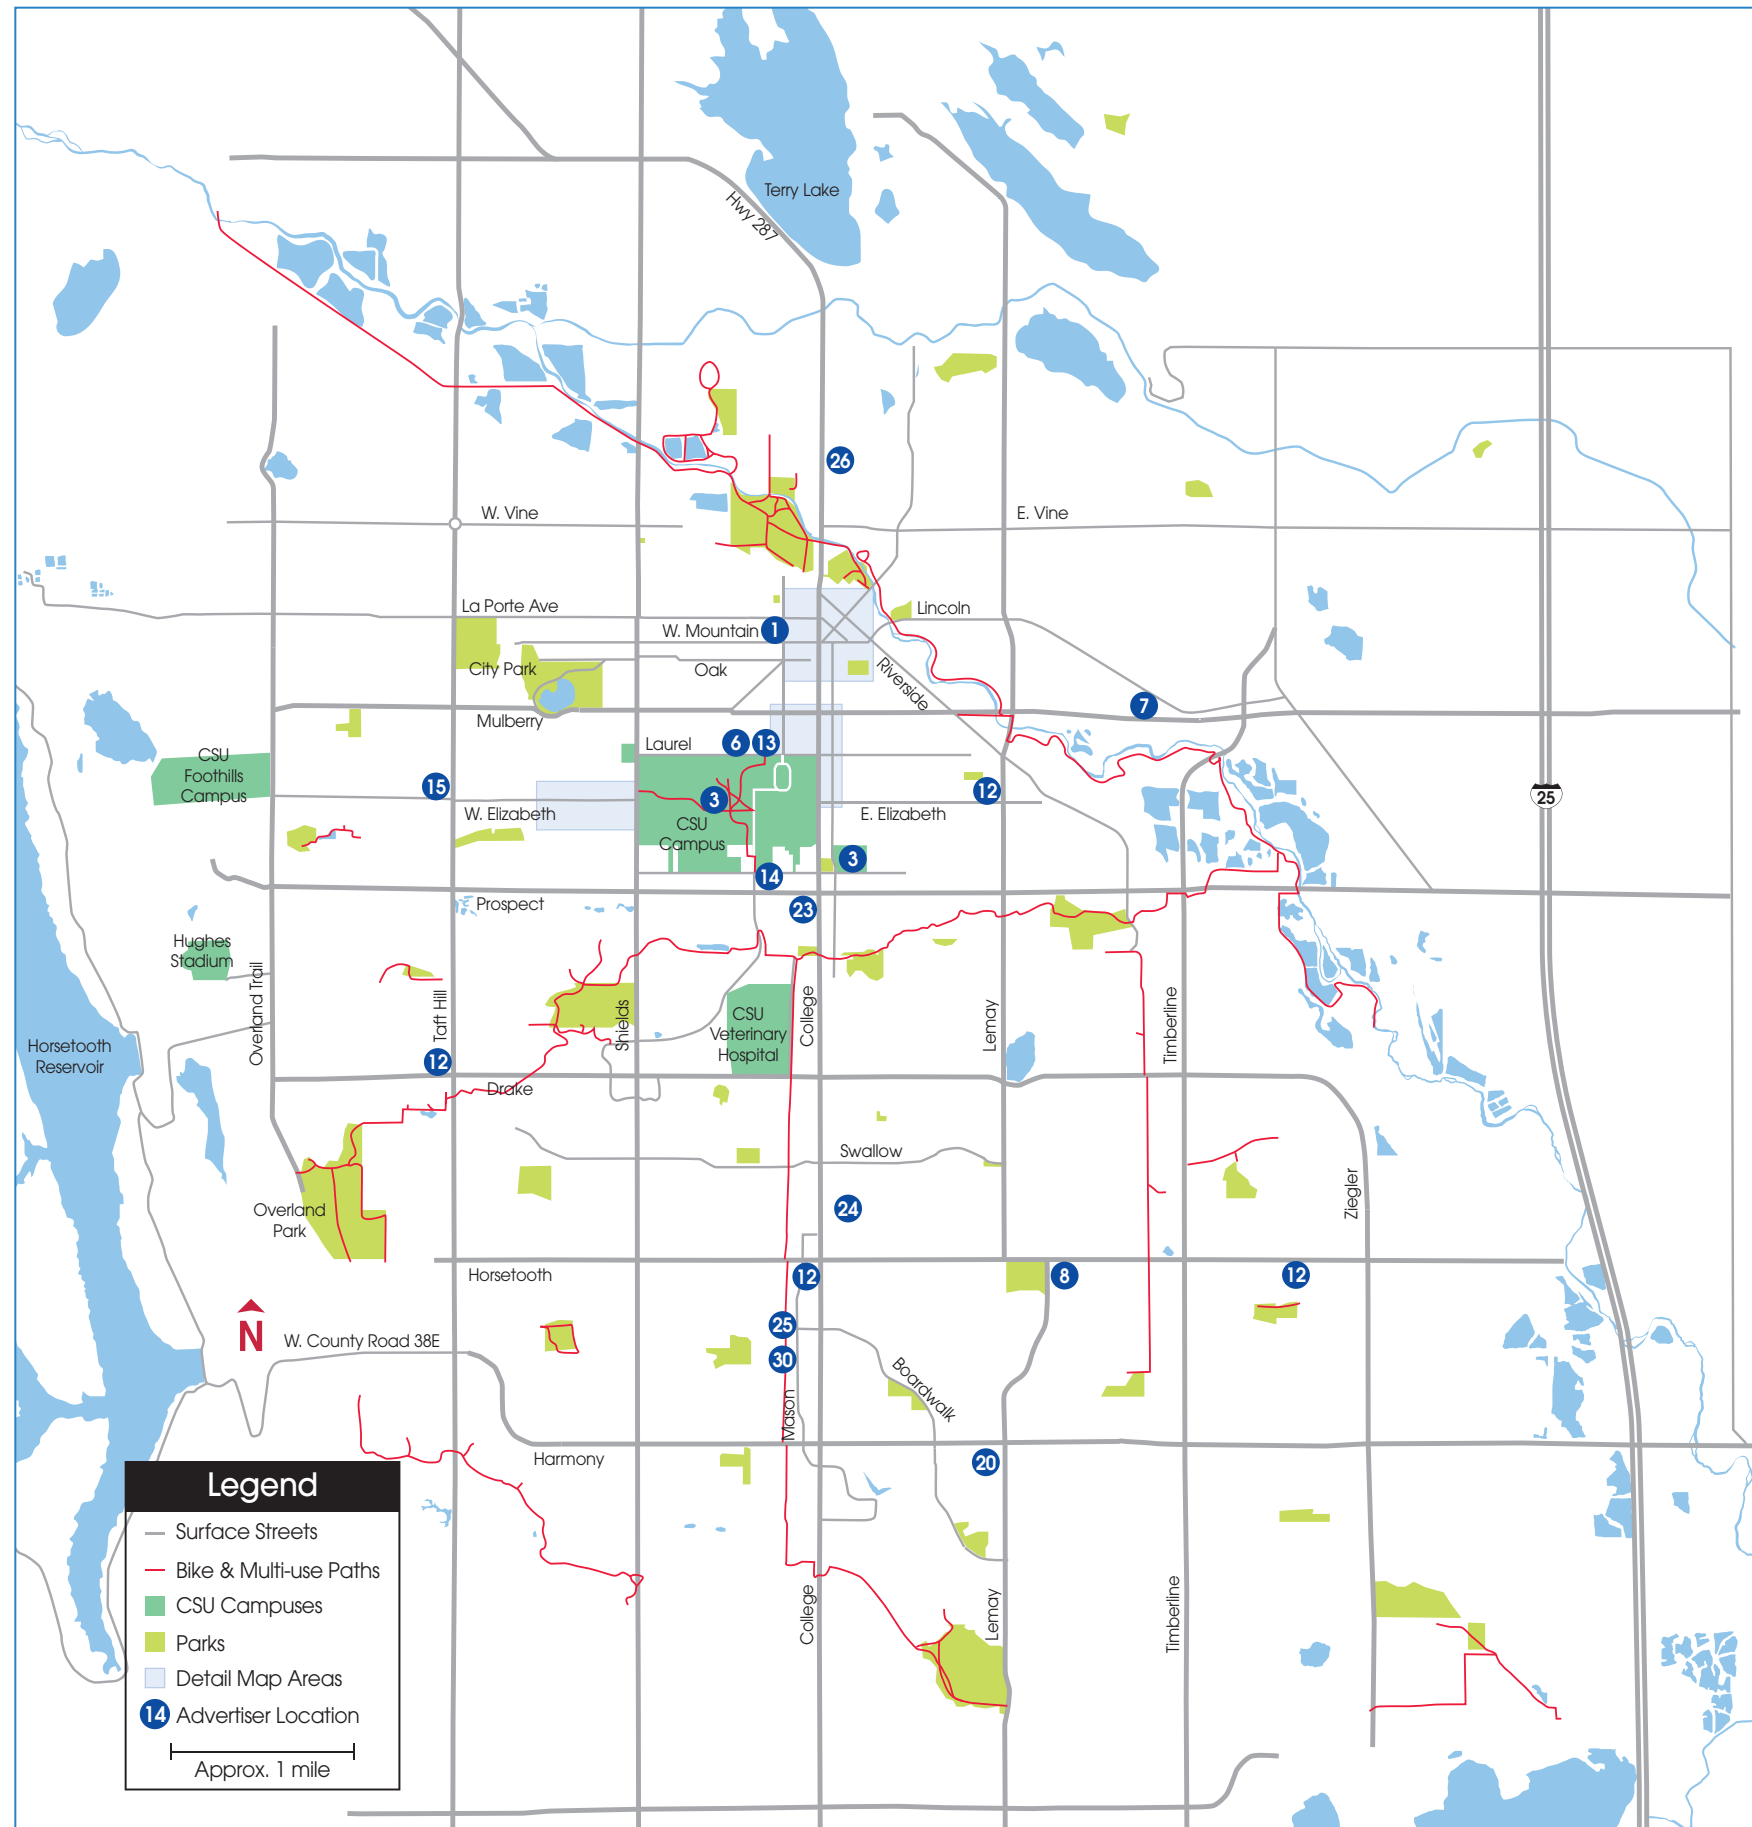 Terry Lake
Hwy 287
26
W. Vine
E. Vine
La Porte Ave
Lincoln
W. Mountain
1
City Park
Oak
Riverside
7
Mulberry
Laurel
6
13
CSU
Foothills
Campus
15
3
12
25
W. Elizabeth
E. Elizabeth
CSU
Campus
3
14
Prospect
23
Hughes
Stadium
Overland Trail
Taft Hill
Shields
CSU
Veterinary
Hospital
College
Lemay
Timberline
Horsetooth
Reservoir
12
Drake
Swallow
Ziegler
Overland
Park
24
Horsetooth
12
8
12
N
W. County Road 38E
25
30
Mason
Boardwalk
Harmony
20
College
Lemay
Timberline
Legend
Surface Streets
Bike & Multi-use Paths
CSU Campuses
Parks
Detail Map Areas
14 Advertiser Location
Approx. 1 mile